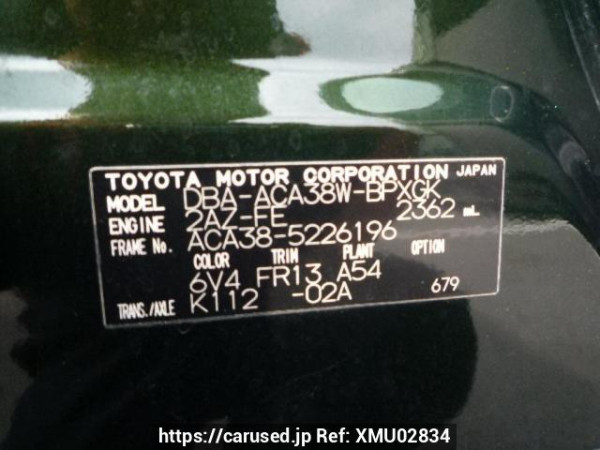 TOYOTA MOTOR CORPORATION JAPAN
MODEL DBA-ACA38W-BPXGK
ENGINE 2AZ-FE 2362 mL
FRAME No. ACA38-5226196
COLOR TRIM PLANT OPTION
6V4 FR13 A54
TRANS./AXLE K112 -02A 679
https://carused.jp Ref: XMU02834